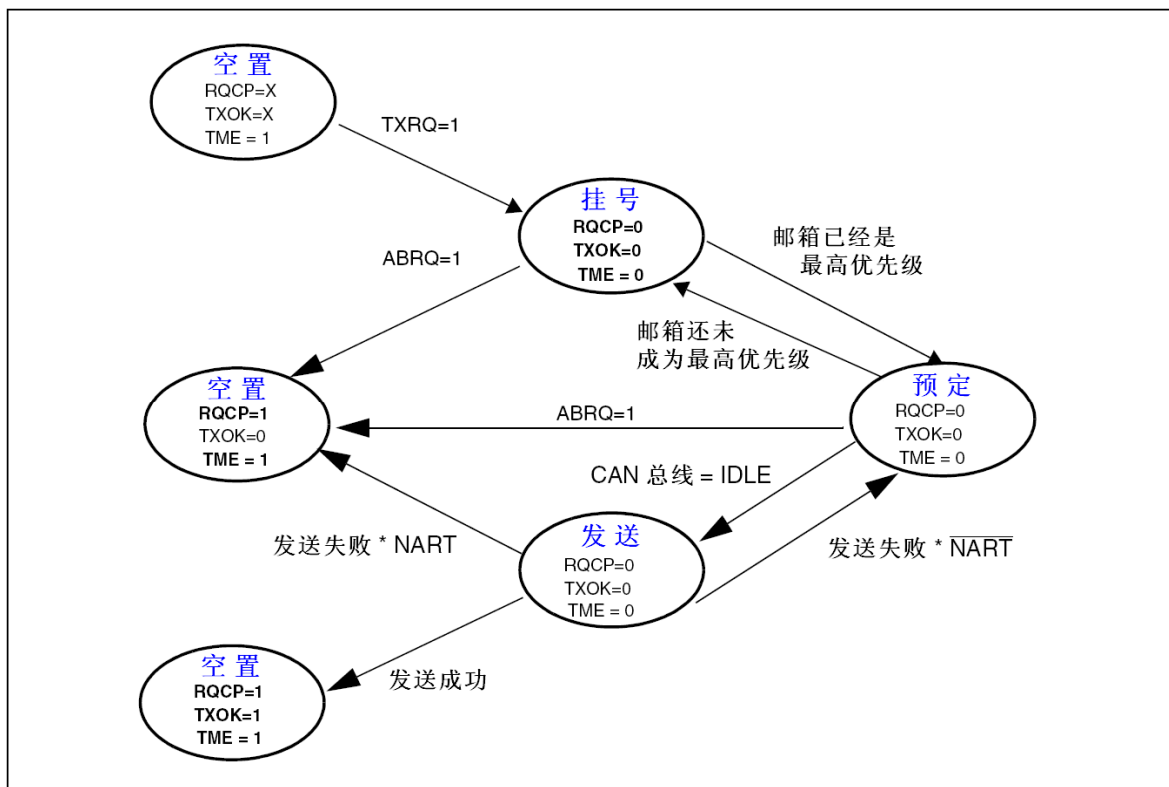 空置
RQCP=X
TXOK=X
TME = 1
TXRQ=1
挂号
RQCP=0
TXOK=0
TME = 0
邮箱已经是
最高优先级
ABRQ=1
邮箱还未
成为最高优先级
空置
RQCP=1
TXOK=0
TME = 1
ABRQ=1
预定
RQCP=0
TXOK=0
TME = 0
CAN 总线 = IDLE
发送
RQCP=0
TXOK=0
TME = 0
发送失败 * NART
发送失败 * N̅A̅R̅T̅
空置
RQCP=1
TXOK=1
TME = 1
发送成功